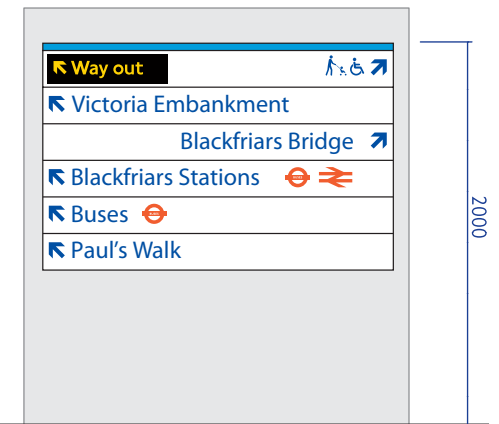 Way out
Victoria Embankment
Blackfriars Bridge
Blackfriars Stations
Buses
Paul's Walk
2000